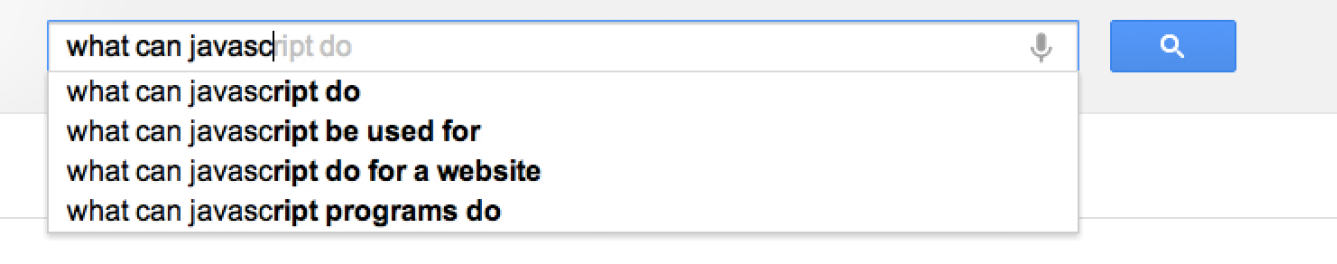 what can javascript do
what can javascript do
what can javascript be used for
what can javascript do for a website
what can javascript programs do